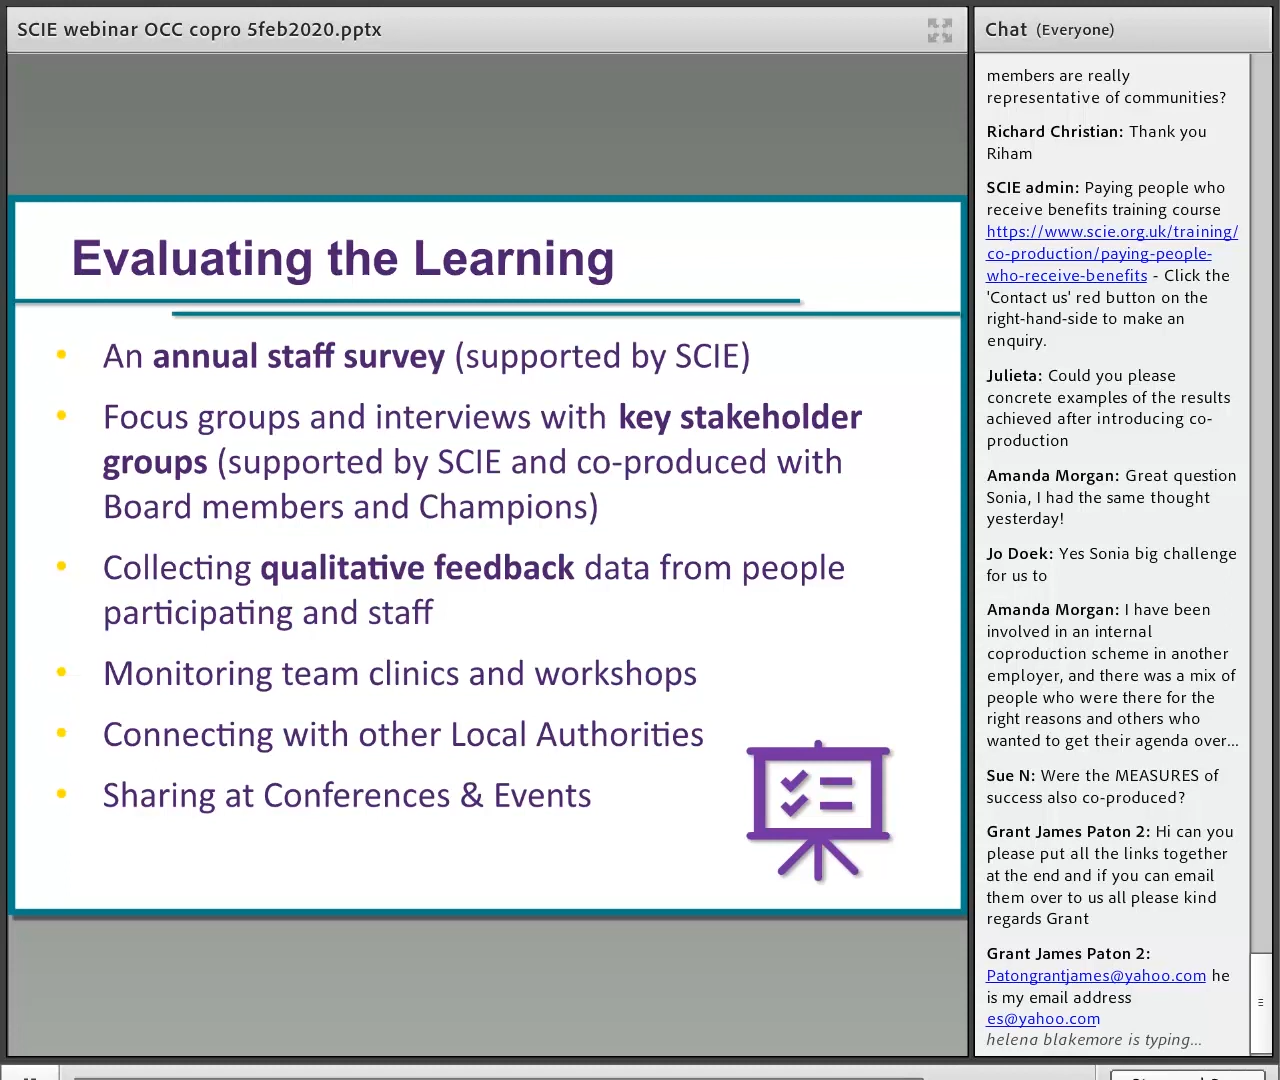 SCIE webinar OCC copro 5feb2020.pptx
Evaluating the Learning
• An annual staff survey (supported by SCIE)
• Focus groups and interviews with key stakeholder
groups (supported by SCIE and co-produced with
Board members and Champions)
• Collecting qualitative feedback data from people
participating and staff
• Monitoring team clinics and workshops
• Connecting with other Local Authorities
• Sharing at Conferences & Events
Chat (Everyone)
members are really
representative of communities?
Richard Christian: Thank you
Riham
SCIE admin: Paying people who
receive benefits training course
https://www.scie.org.uk/training/
co-production/paying-people-
who-receive-benefits - Click the
'Contact us' red button on the
right-hand-side to make an
enquiry.
Julieta: Could you please
concrete examples of the results
achieved after introducing co-
production
Amanda Morgan: Great question
Sonia, I had the same thought
yesterday!
Jo Doek: Yes Sonia big challenge
for us to
Amanda Morgan: I have been
involved in an internal
coproduction scheme in another
employer, and there was a mix of
people who were there for the
right reasons and others who
wanted to get their agenda over...
Sue N: Were the MEASURES of
success also co-produced?
Grant James Paton 2: Hi can you
please put all the links together
at the end and if you can email
them over to us all please kind
regards Grant
Grant James Paton 2:
Patongrantjames@yahoo.com he
is my email address
es@yahoo.com
helena blakemore is typing...